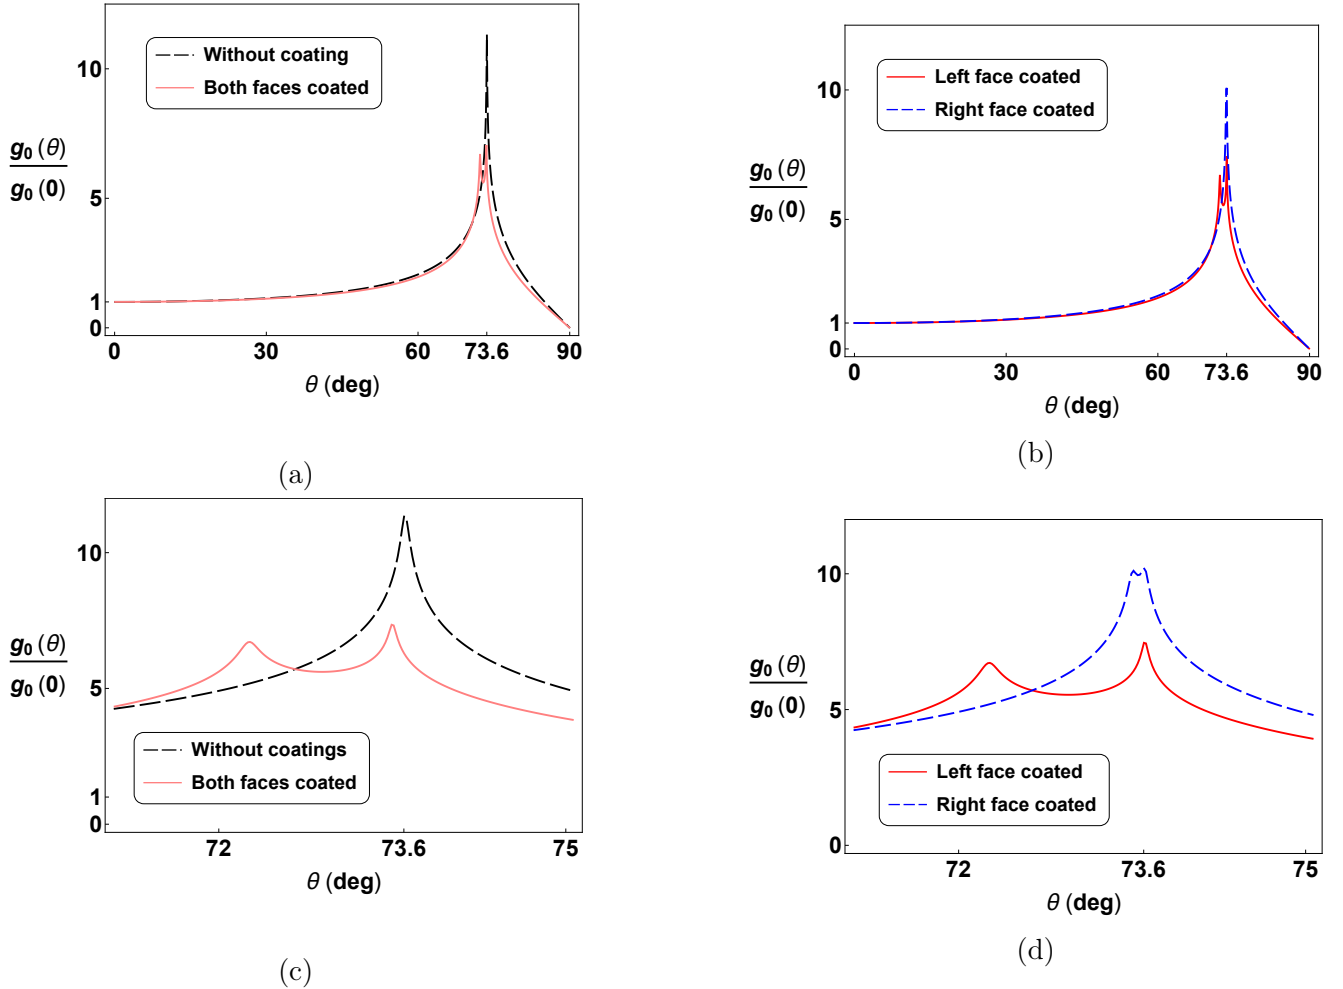 Without coating
Both faces coated
10
5
1
0
g₀ (θ)
g₀ (0)
0 30 60 73.6 90
θ (deg)
(a)
Left face coated
Right face coated
10
5
1
0
g₀ (θ)
g₀ (0)
0 30 60 73.6 90
θ (deg)
(b)
10
5
1
0
g₀ (θ)
g₀ (0)
Without coatings
Both faces coated
72 73.6 75
θ (deg)
(c)
10
5
0
g₀ (θ)
g₀ (0)
Left face coated
Right face coated
72 73.6 75
θ (deg)
(d)